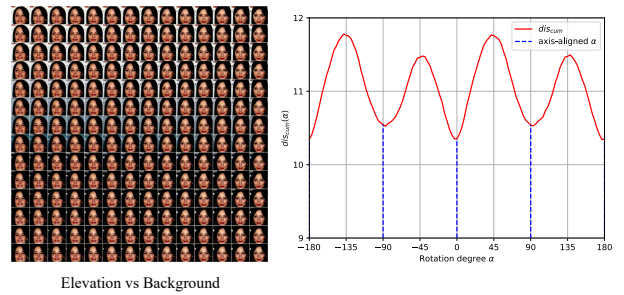 Elevation vs Background
12
11
10
9
dis_cum(α)
dis_cum
axis-aligned α
−180 −135 −90 −45 0 45 90 135 180
Rotation degree α